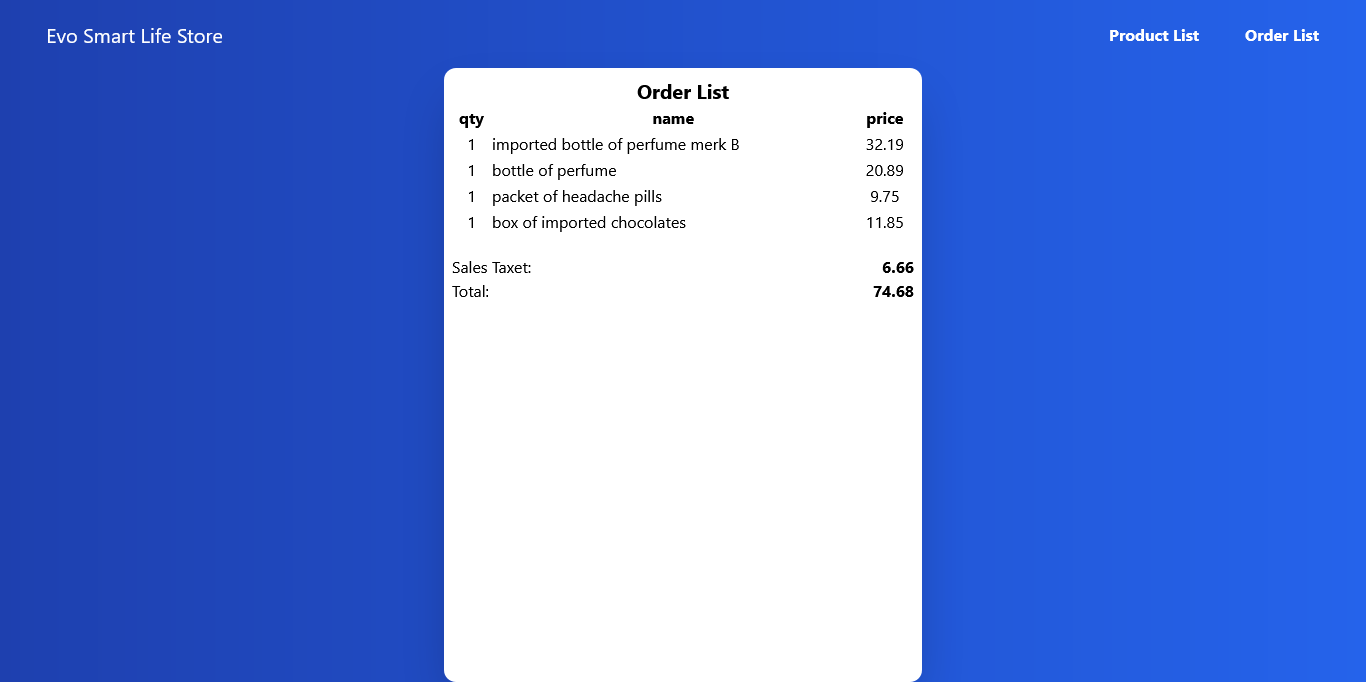 Evo Smart Life Store Product List Order List
Order List
qty name price
1 imported bottle of perfume merk B 32.19
1 bottle of perfume 20.89
1 packet of headache pills 9.75
1 box of imported chocolates 11.85
Sales Taxet: 6.66
Total: 74.68